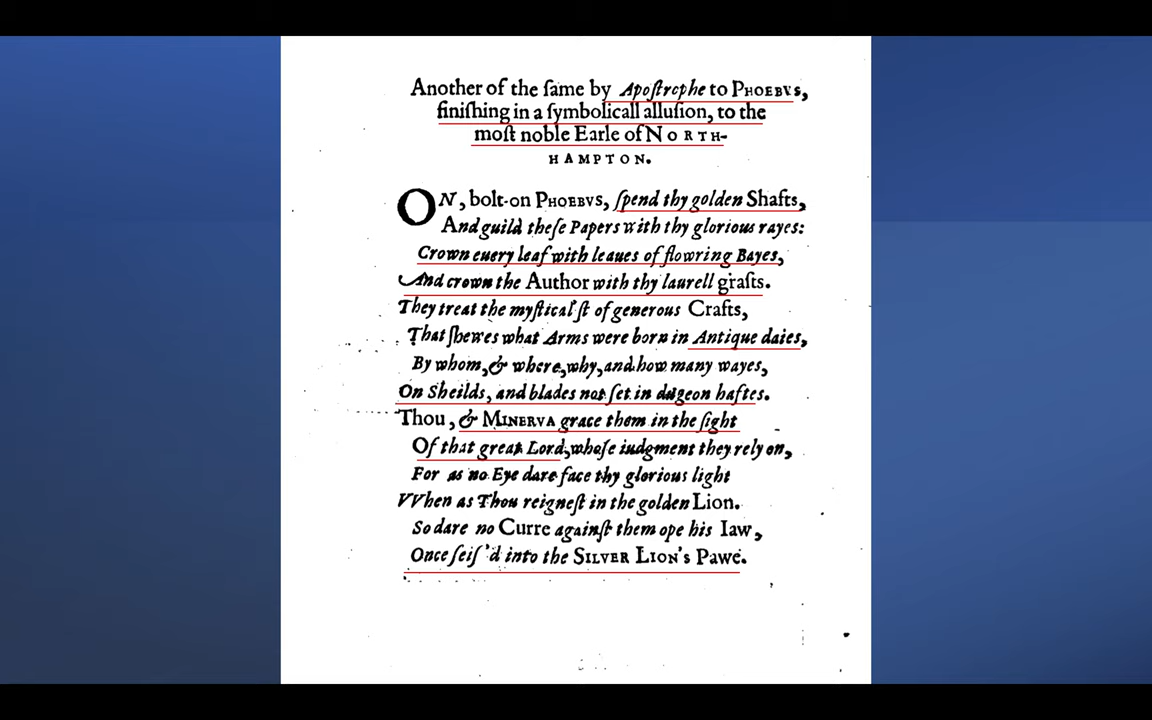 Another of the ſame by Apoſtrophe to PHOEBVS,
finiſhing in a ſymbolicall alluſion, to the
moſt noble Earle of NORTH-
HAMPTON.
ON, bolt-on PHOEBVS, ſpend thy golden Shafts,
And guild theſe Papers with thy glorious rayes:
Crown euery leaf with leaues of flowring Bayes,
And crown the Author with thy laurell grafts.
They treat the myſtical'ſt of generous Crafts,
That ſhewes what Arms were born in Antique daies,
By whom, & where, why, and how many wayes,
On Sheilds, and blades not ſet in dugeon haftes.
Thou, & MINERVA grace them in the ſight
Of that great Lord, whoſe iudgment they rely on,
For as no Eye dare face thy glorious light
VVhen as Thou reigneſt in the golden Lion.
So dare no Curre againſt them ope his Iaw,
Once ſeiſ'd into the SILVER LION's Pawe.